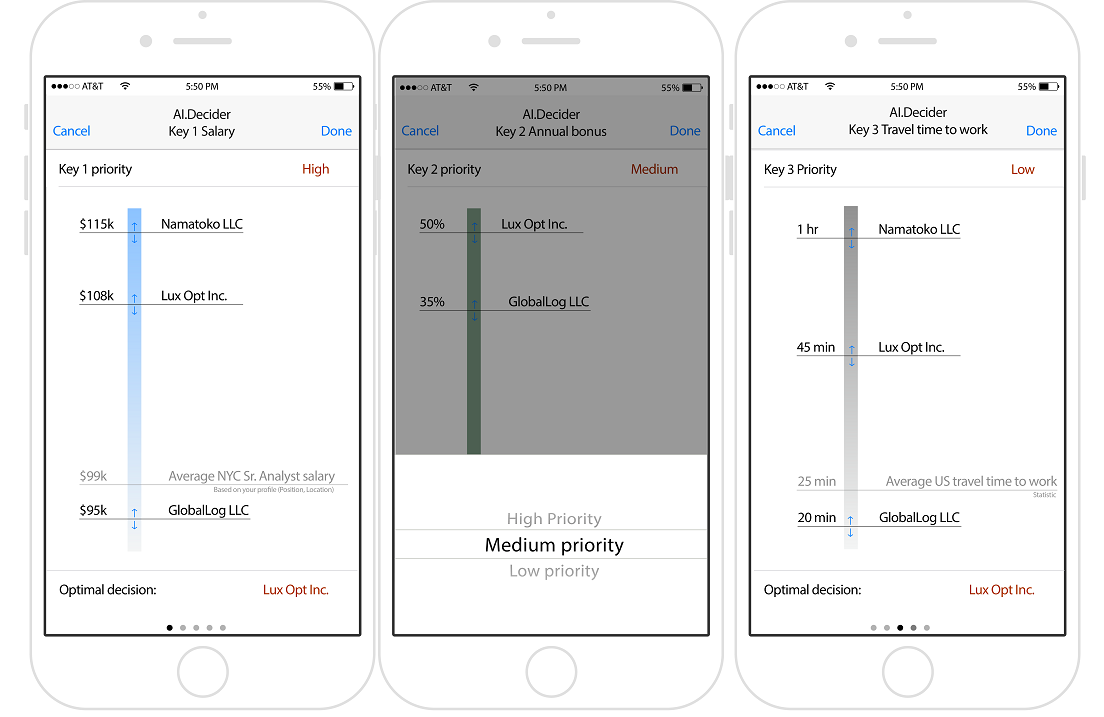 AT&T 5:50 PM 55%
AI.Decider
Cancel Key 1 Salary Done
Key 1 priority High
$115k ↑↓ Namatoko LLC
$108k ↑↓ Lux Opt Inc.
$99k Average NYC Sr. Analyst salary
Based on your profile (Position, Location)
$95k ↑↓ GlobalLog LLC
Optimal decision: Lux Opt Inc.
AT&T 5:50 PM 55%
AI.Decider
Cancel Key 2 Annual bonus Done
Key 2 priority Medium
50% ↑↓ Lux Opt Inc.
35% ↑↓ GlobalLog LLC
High Priority
Medium priority
Low priority
AT&T 5:50 PM 55%
AI.Decider
Cancel Key 3 Travel time to work Done
Key 3 Priority Low
1 hr ↑↓ Namatoko LLC
45 min ↑↓ Lux Opt Inc.
25 min Average US travel time to work
Statistic
20 min ↑↓ GlobalLog LLC
Optimal decision: Lux Opt Inc.